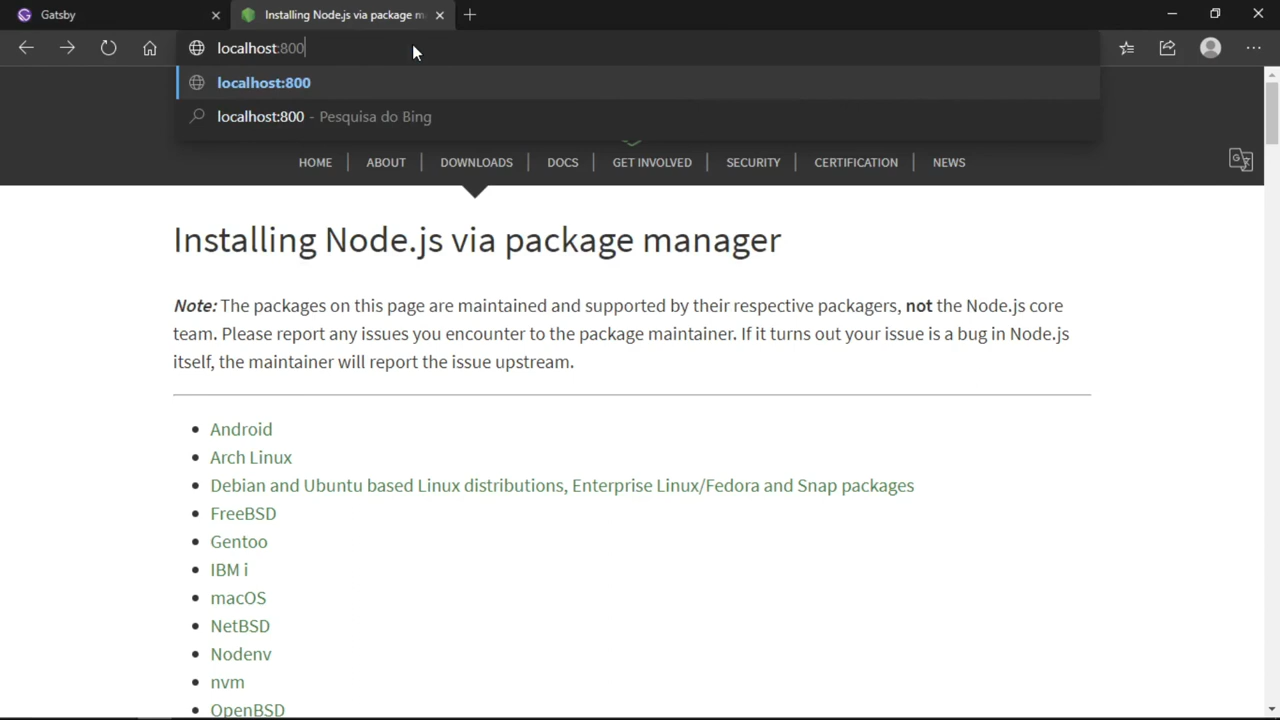 Gatsby
Installing Node.js via package m
localhost:800
localhost:800
localhost:800 - Pesquisa do Bing
HOME
ABOUT
DOWNLOADS
DOCS
GET INVOLVED
SECURITY
CERTIFICATION
NEWS
Installing Node.js via package manager
Note: The packages on this page are maintained and supported by their respective packagers, not the Node.js core
team. Please report any issues you encounter to the package maintainer. If it turns out your issue is a bug in Node.js
itself, the maintainer will report the issue upstream.
Android
Arch Linux
Debian and Ubuntu based Linux distributions, Enterprise Linux/Fedora and Snap packages
FreeBSD
Gentoo
IBM i
macOS
NetBSD
Nodenv
nvm
OpenBSD